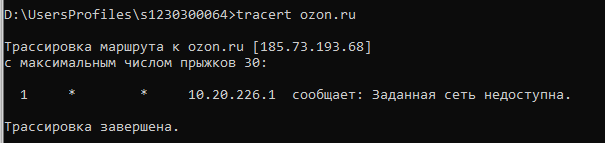 D:\UsersProfiles\s1230300064>tracert ozon.ru
Трассировка маршрута к ozon.ru [185.73.193.68]
с максимальным числом прыжков 30:
1 * * 10.20.226.1 сообщает: Заданная сеть недоступна.
Трассировка завершена.